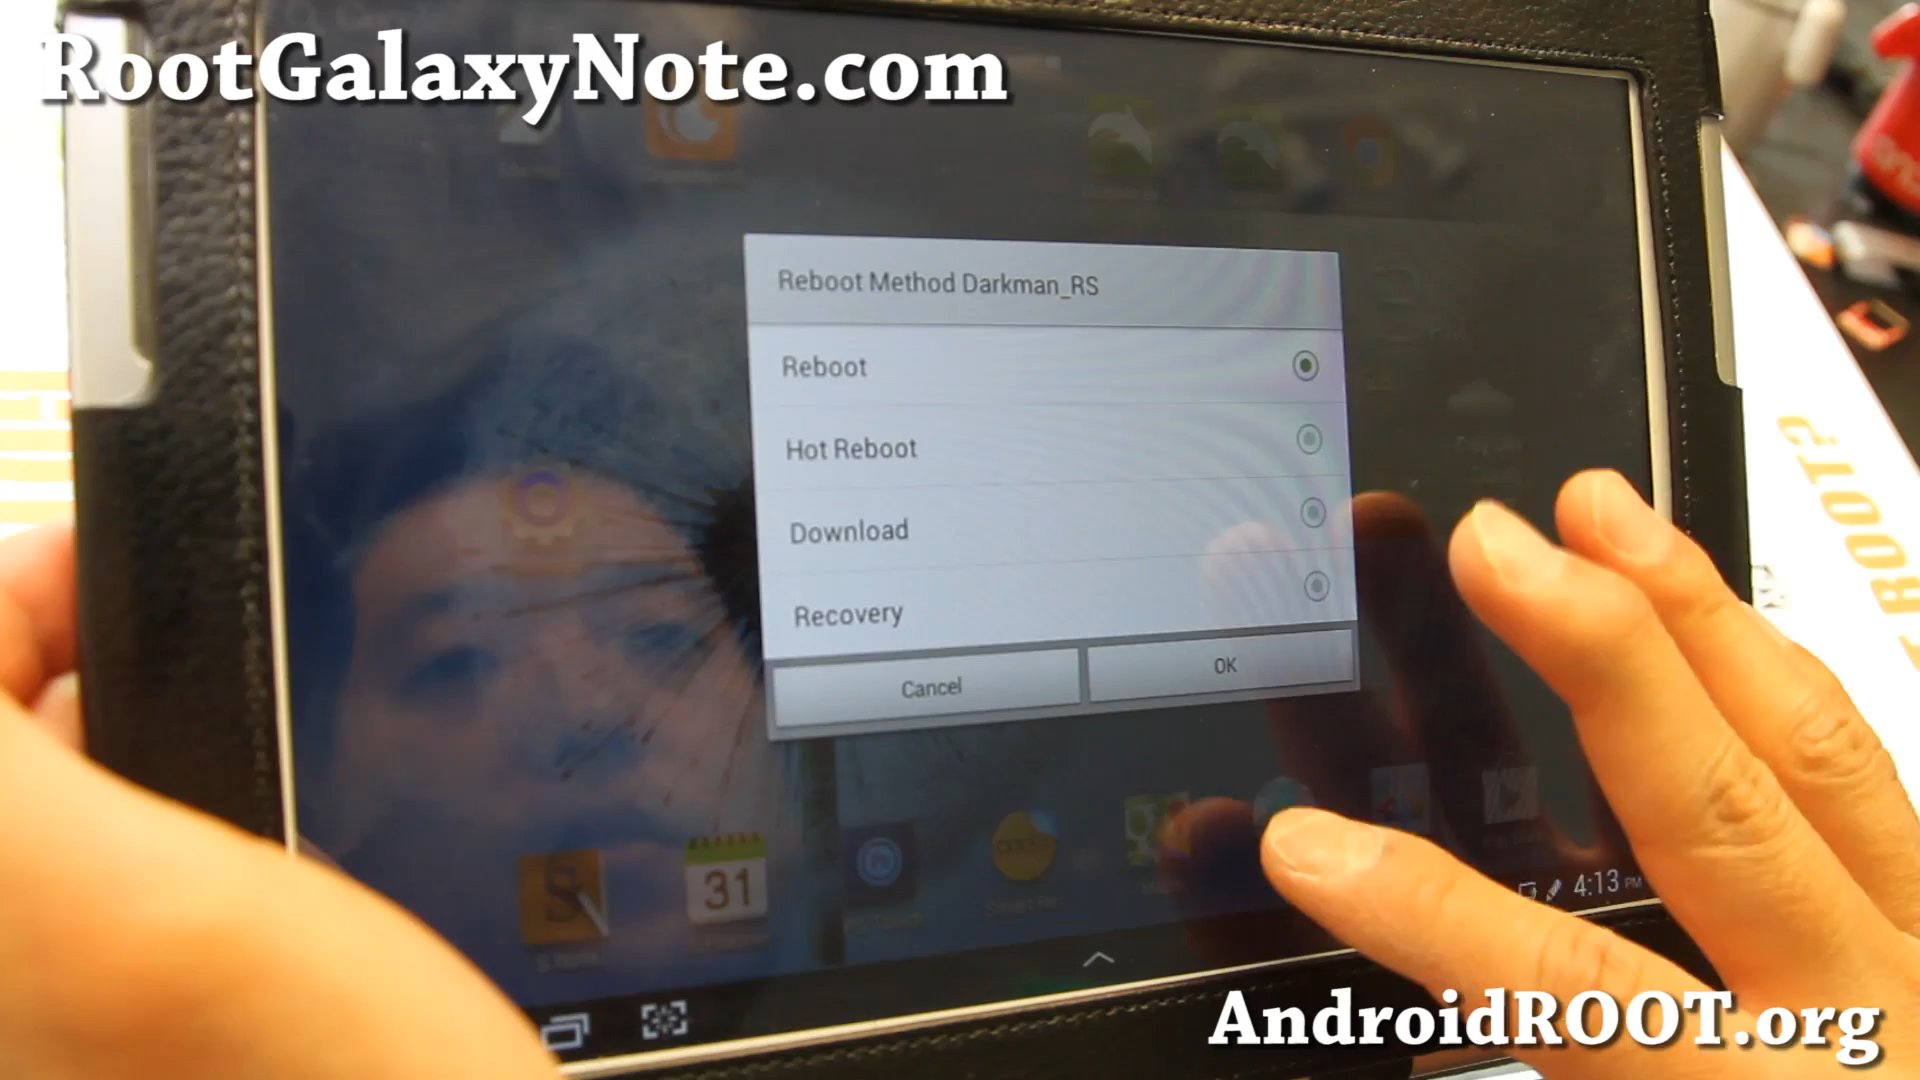 RootGalaxyNote.com
Reboot Method Darkman_RS
Reboot
Hot Reboot
Download
Recovery
Cancel
OK
31
S Note
4:13 PM
ROOT?
AndroidROOT.org